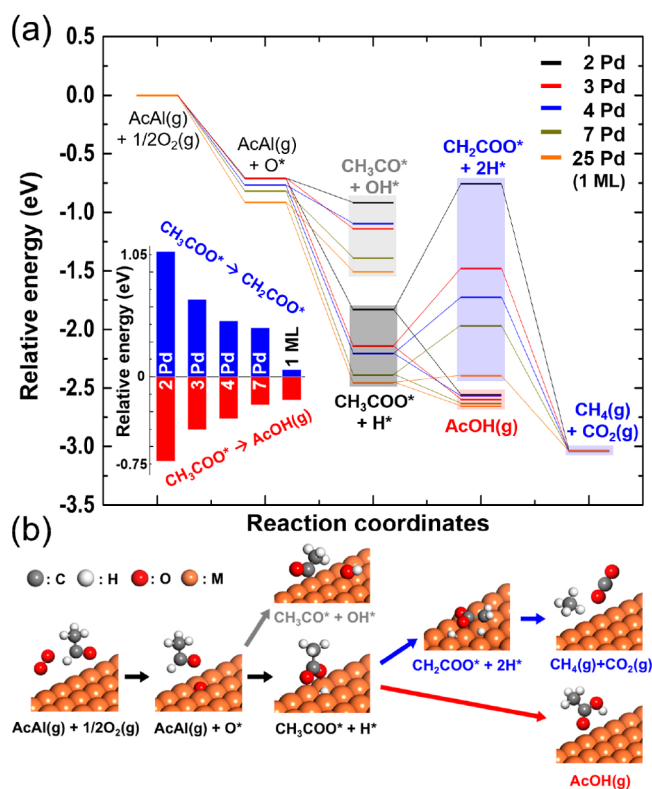 (a)
0.5
0.0
-0.5
-1.0
-1.5
-2.0
-2.5
-3.0
-3.5
Relative energy (eV)
Reaction coordinates
2 Pd
3 Pd
4 Pd
7 Pd
25 Pd
(1 ML)
AcAl(g)
+ 1/2O₂(g)
AcAl(g)
+ O*
CH₃CO*
+ OH*
CH₂COO*
+ 2H*
CH₃COO*
+ H*
AcOH(g)
CH₄(g)
+ CO₂(g)
1.05
0
-0.75
Relative energy (eV)
CH₃COO* → CH₂COO*
2 Pd
3 Pd
4 Pd
7 Pd
1 ML
CH₃COO* → AcOH(g)
(b)
: C : H : O : M
CH₃CO* + OH*
CH₂COO* + 2H*
CH₄(g)+CO₂(g)
AcAl(g) + 1/2O₂(g)
AcAl(g) + O*
CH₃COO* + H*
AcOH(g)